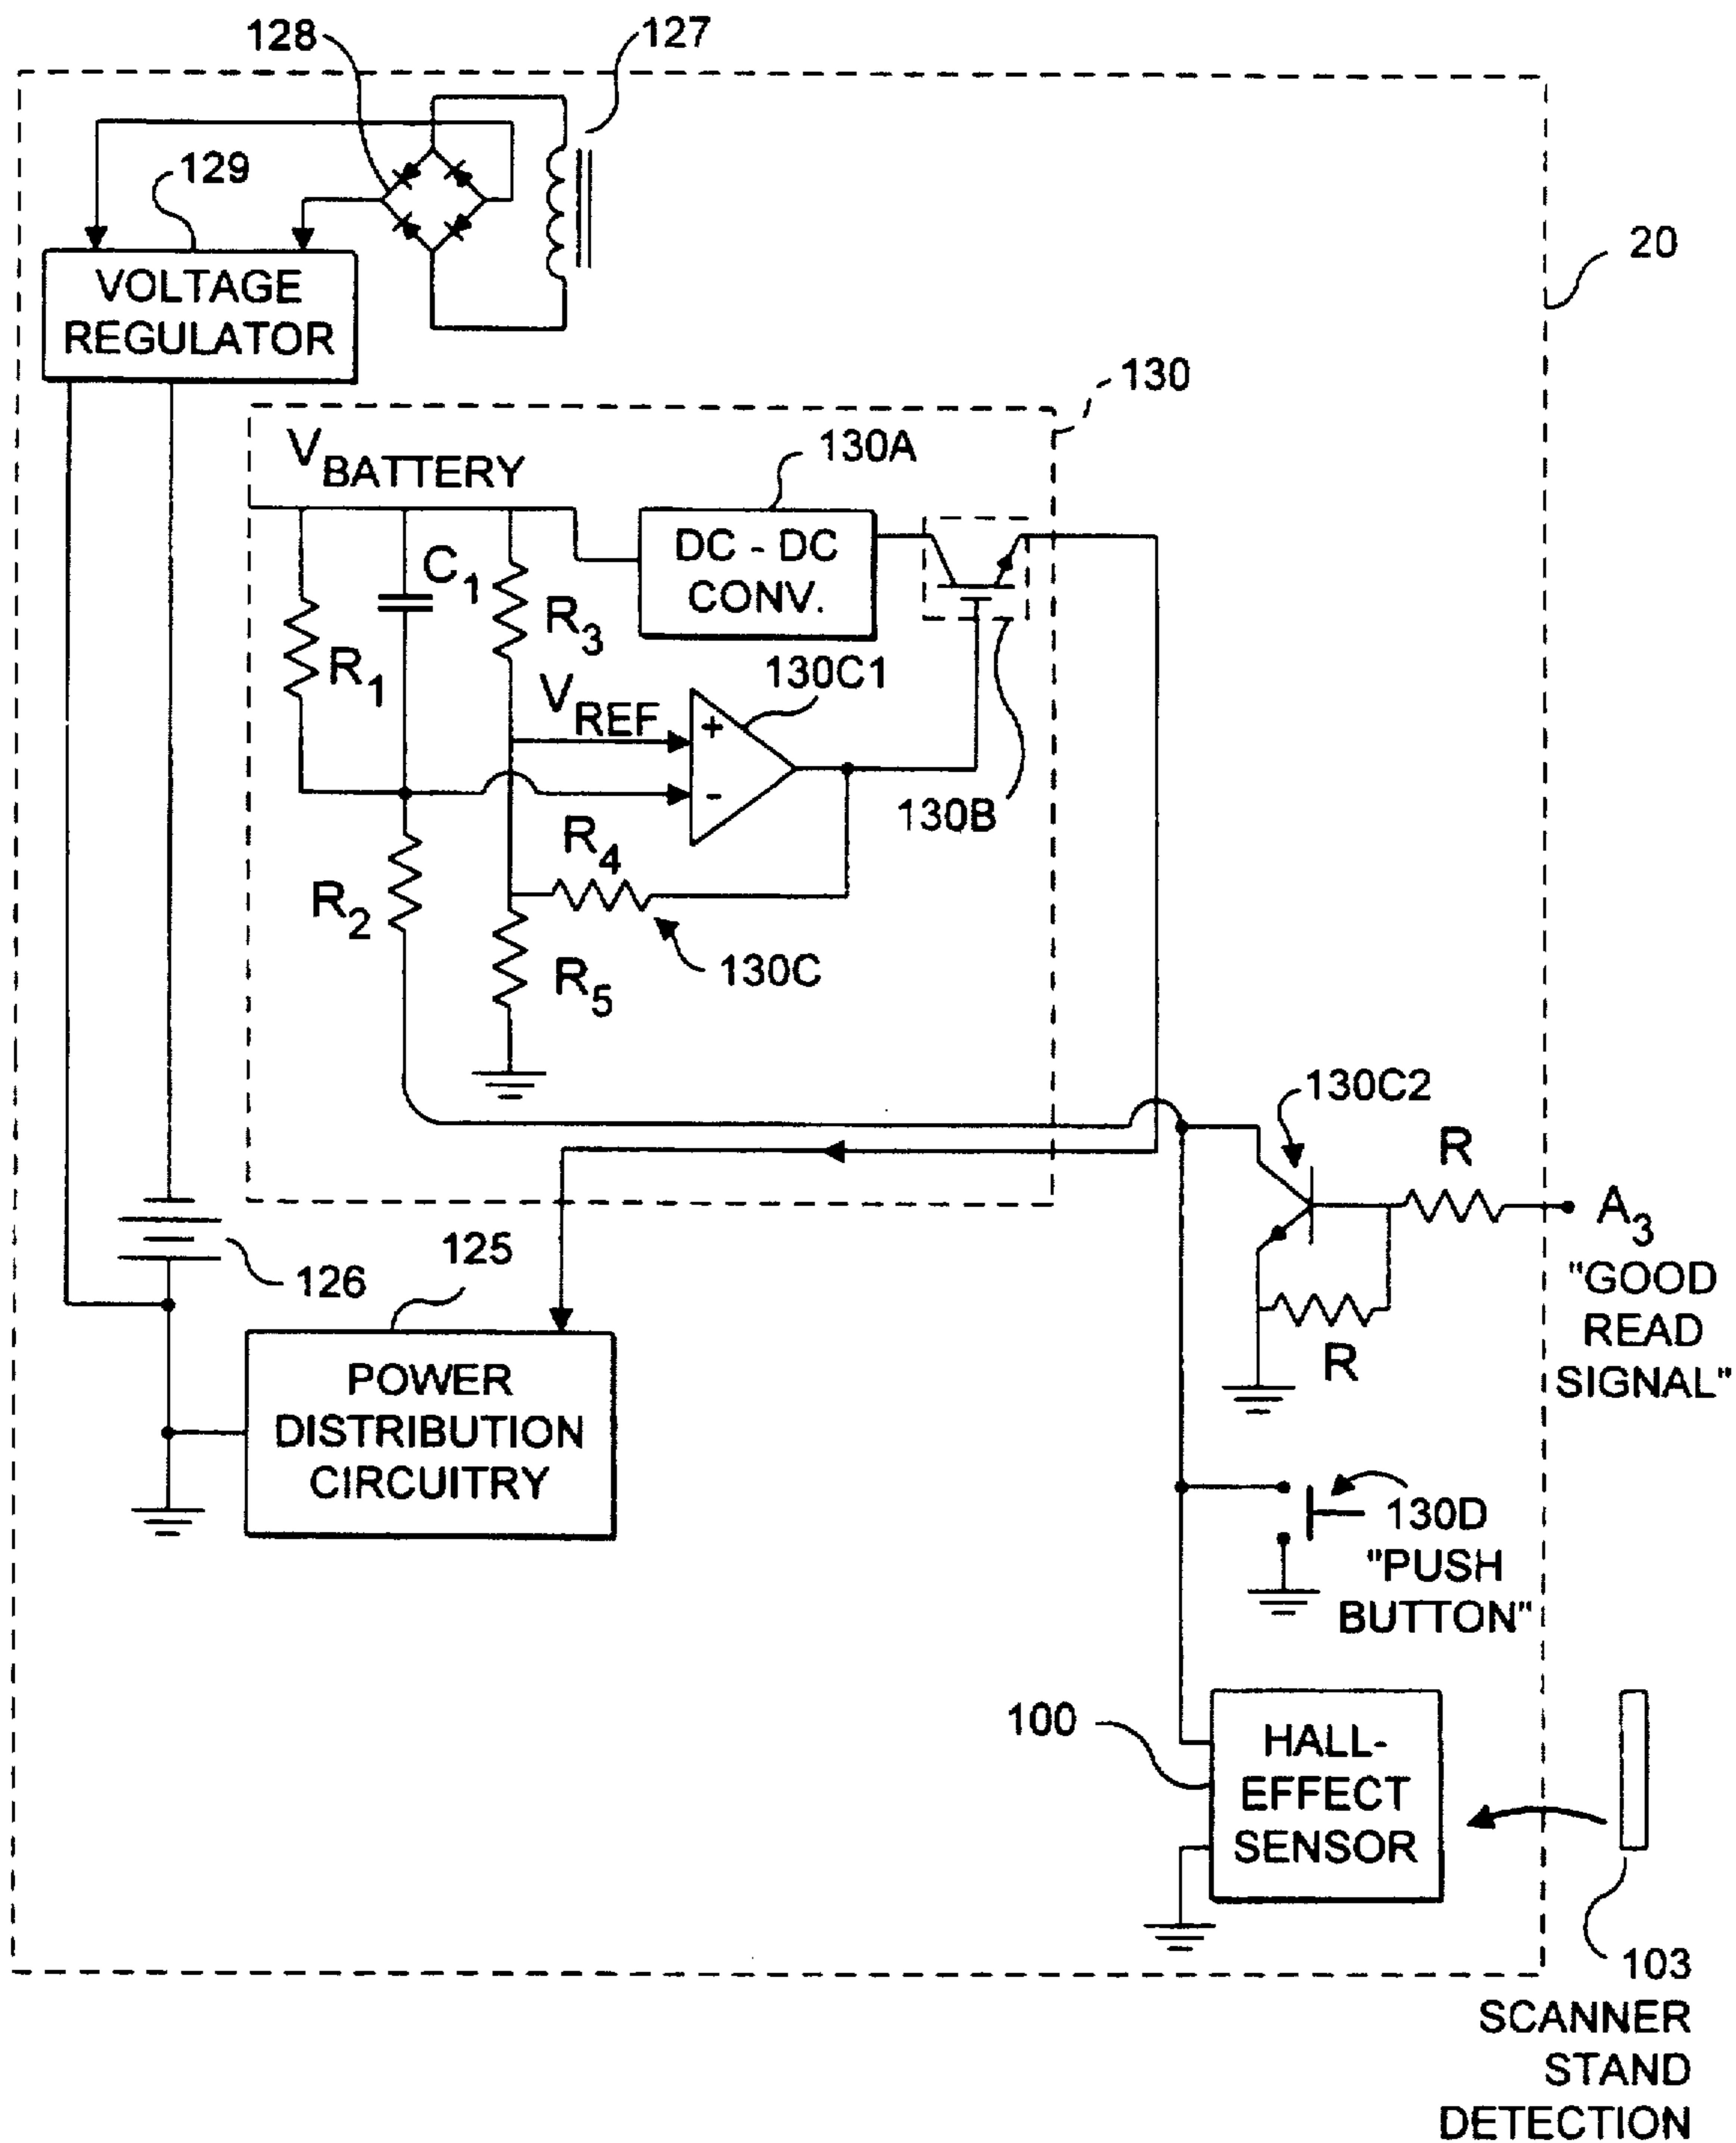 128
127
129
20
VOLTAGE
REGULATOR
130
V BATTERY
130A
DC - DC
CONV.
C1
R3
R1
130C1
VREF
+
-
130B
R4
R2
130C
R5
130C2
R
A3
"GOOD
READ
SIGNAL"
R
126
125
POWER
DISTRIBUTION
CIRCUITRY
130D
"PUSH
BUTTON"
100
HALL-
EFFECT
SENSOR
103
SCANNER
STAND
DETECTION